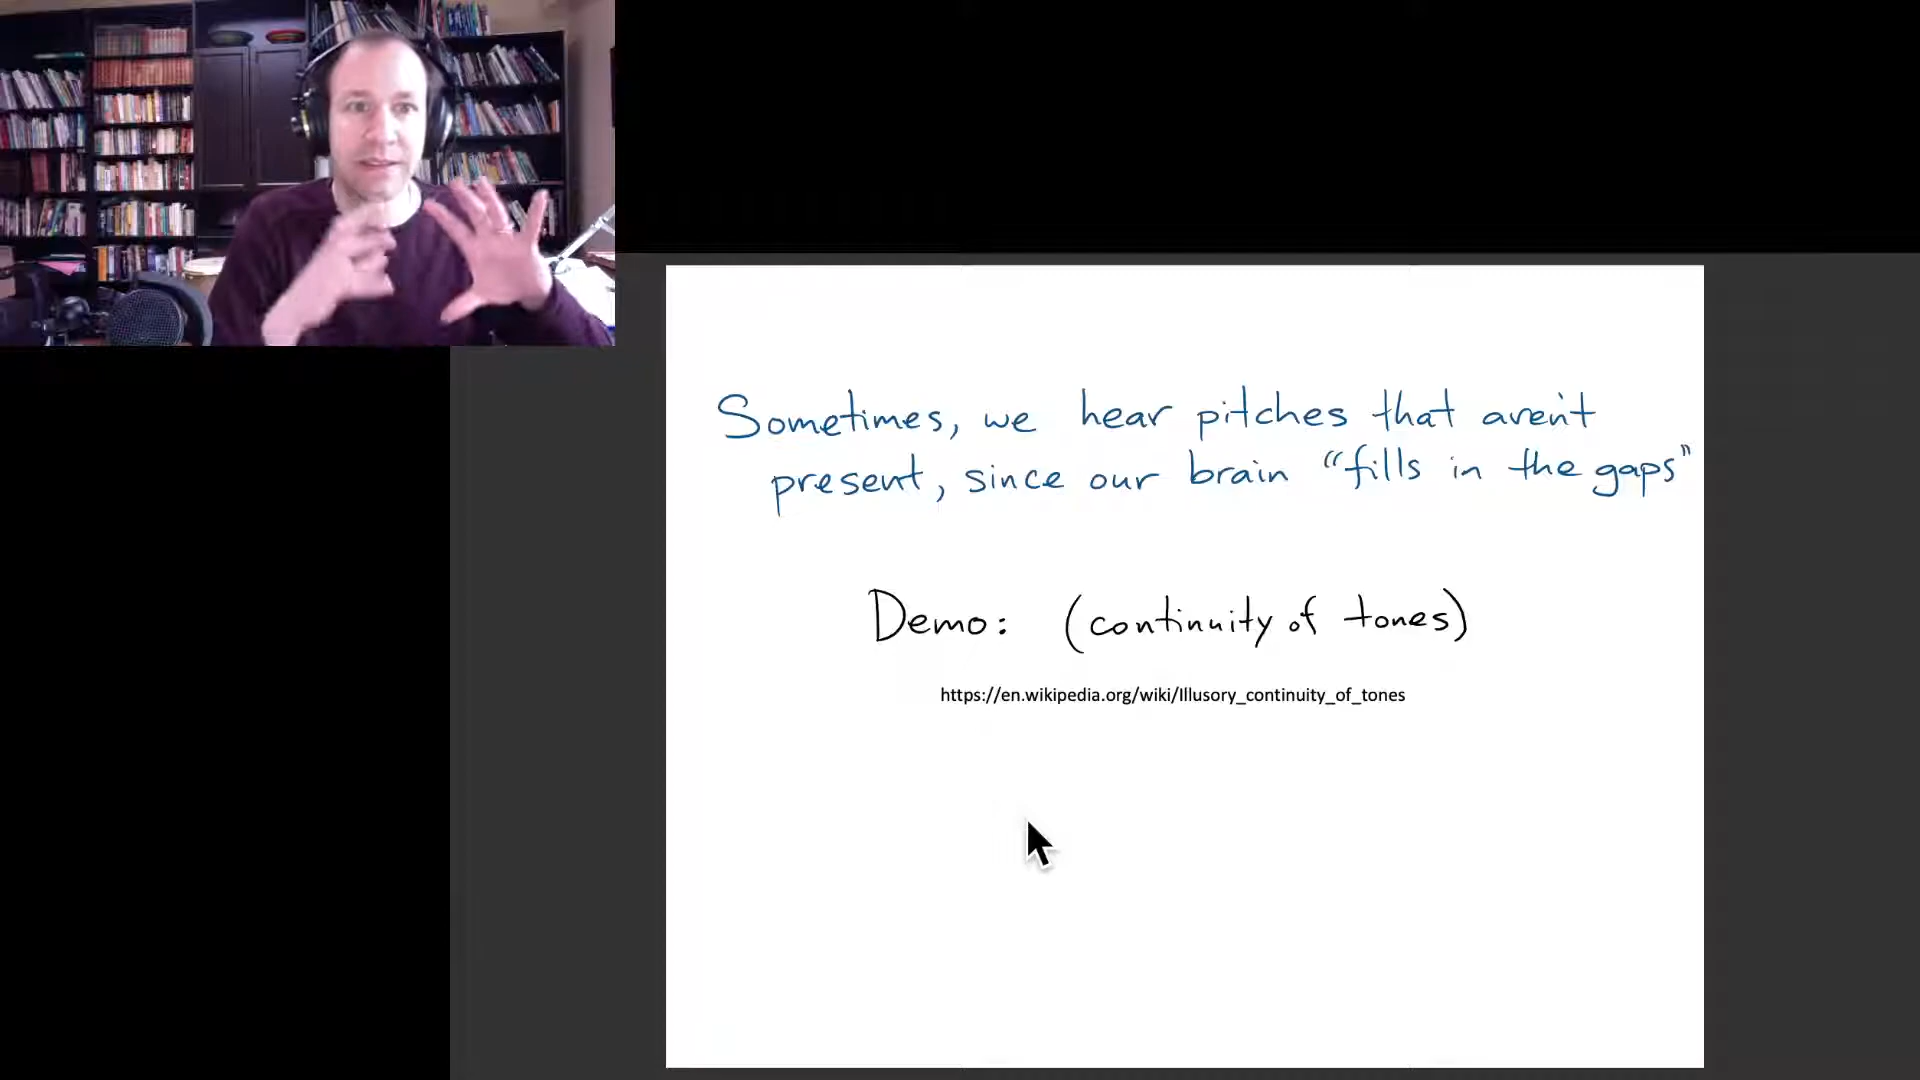 Sometimes, we hear pitches that aren't
present, since our brain "fills in the gaps"
Demo: (continuity of tones)
https://en.wikipedia.org/wiki/Illusory_continuity_of_tones